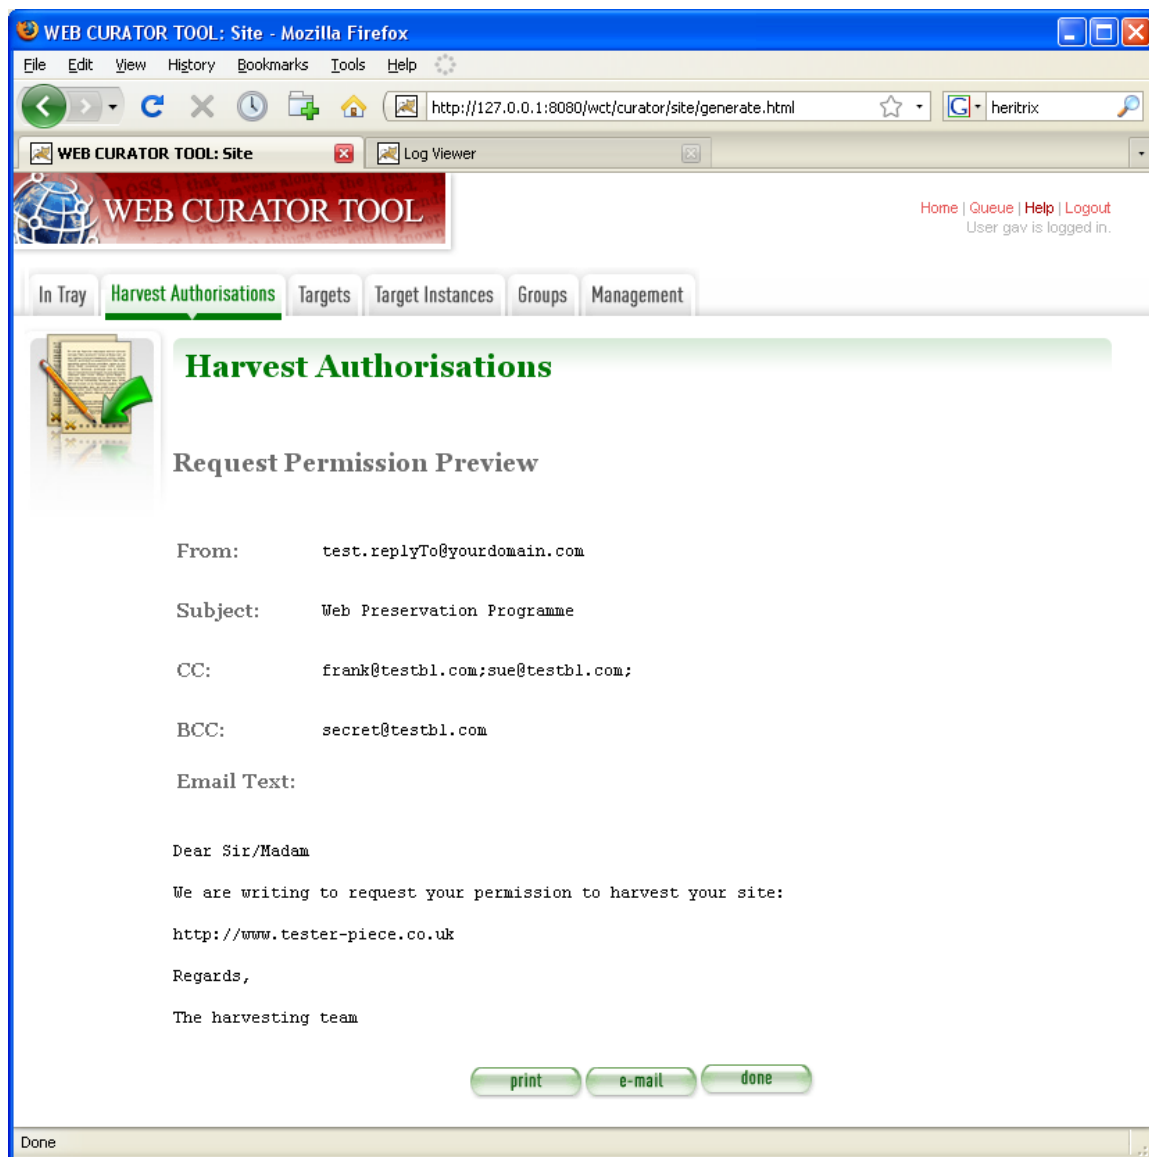 WEB CURATOR TOOL: Site - Mozilla Firefox
File Edit View History Bookmarks Tools Help
http://127.0.0.1:8080/wct/curator/site/generate.html G heritrix
WEB CURATOR TOOL: Site Log Viewer
WEB CURATOR TOOL
Home | Queue | Help | Logout
User gav is logged in.
In Tray Harvest Authorisations Targets Target Instances Groups Management
Harvest Authorisations
Request Permission Preview
From: test.replyTo@yourdomain.com
Subject: Web Preservation Programme
CC: frank@testbl.com;sue@testbl.com;
BCC: secret@testbl.com
Email Text:
Dear Sir/Madam
We are writing to request your permission to harvest your site:
http://www.tester-piece.co.uk
Regards,
The harvesting team
print e-mail done
Done